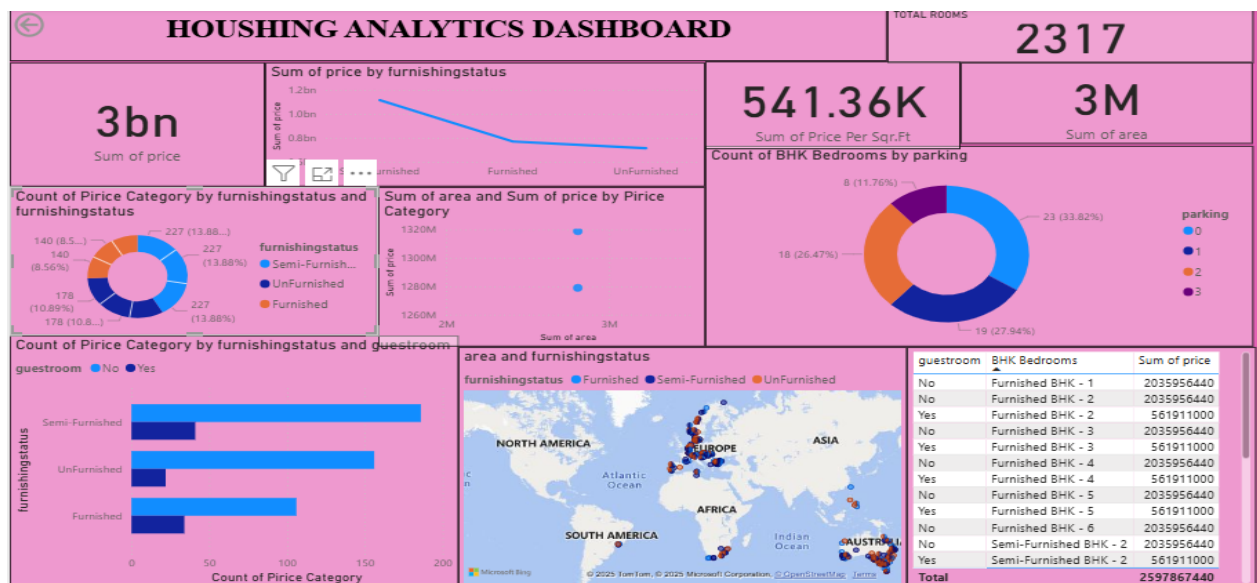 HOUSHING ANALYTICS DASHBOARD
TOTAL ROOMS
2317
3bn
Sum of price
Sum of price by furnishingstatus
Sum of price
1.2bn
1.0bn
0.8bn
Furnished
UnFurnished
541.36K
Sum of Price Per Sqr.Ft
3M
Sum of area
Count of Pirice Category by furnishingstatus and
furnishingstatus
227 (13.88...)
227
(13.88%)
227
(13.88%)
178 (10.8...)
178
(10.89%)
140
(8.56%)
140 (8.5...)
furnishingstatus
Semi-Furnish...
UnFurnished
Furnished
Sum of area and Sum of price by Pirice
Category
Sum of price
1320M
1300M
1280M
1260M
2M
3M
Sum of area
Count of BHK Bedrooms by parking
8 (11.76%)
23 (33.82%)
18 (26.47%)
19 (27.94%)
parking
0
1
2
3
Count of Pirice Category by furnishingstatus and guestroom
guestroom No Yes
furnishingstatus
Semi-Furnished
UnFurnished
Furnished
0 50 100 150 200
Count of Pirice Category
area and furnishingstatus
furnishingstatus Furnished Semi-Furnished UnFurnished
NORTH AMERICA
EUROPE
ASIA
Atlantic
Ocean
AFRICA
SOUTH AMERICA
Indian
Ocean
AUSTRALI
Microsoft Bing
© 2025 TomTom, © 2025 Microsoft Corporation, © OpenStreetMap Terms
guestroom BHK Bedrooms Sum of price
No Furnished BHK - 1 2035956440
No Furnished BHK - 2 2035956440
Yes Furnished BHK - 2 561911000
No Furnished BHK - 3 2035956440
Yes Furnished BHK - 3 561911000
No Furnished BHK - 4 2035956440
Yes Furnished BHK - 4 561911000
No Furnished BHK - 5 2035956440
Yes Furnished BHK - 5 561911000
No Furnished BHK - 6 2035956440
No Semi-Furnished BHK - 2 2035956440
Yes Semi-Furnished BHK - 2 561911000
Total 2597867440